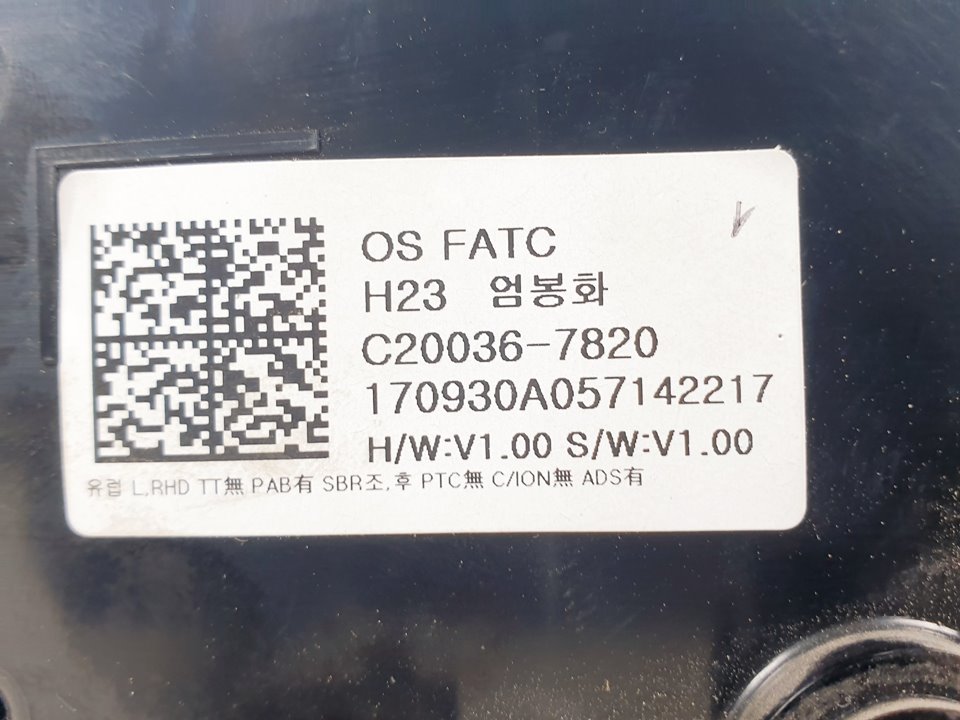 OS FATC
H23 엄봉화
C20036-7820
170930A057142217
H/W:V1.00 S/W:V1.00
유럽 L,RHD TT無 PAB有 SBR조,후 PTC無 C/ION無 ADS有